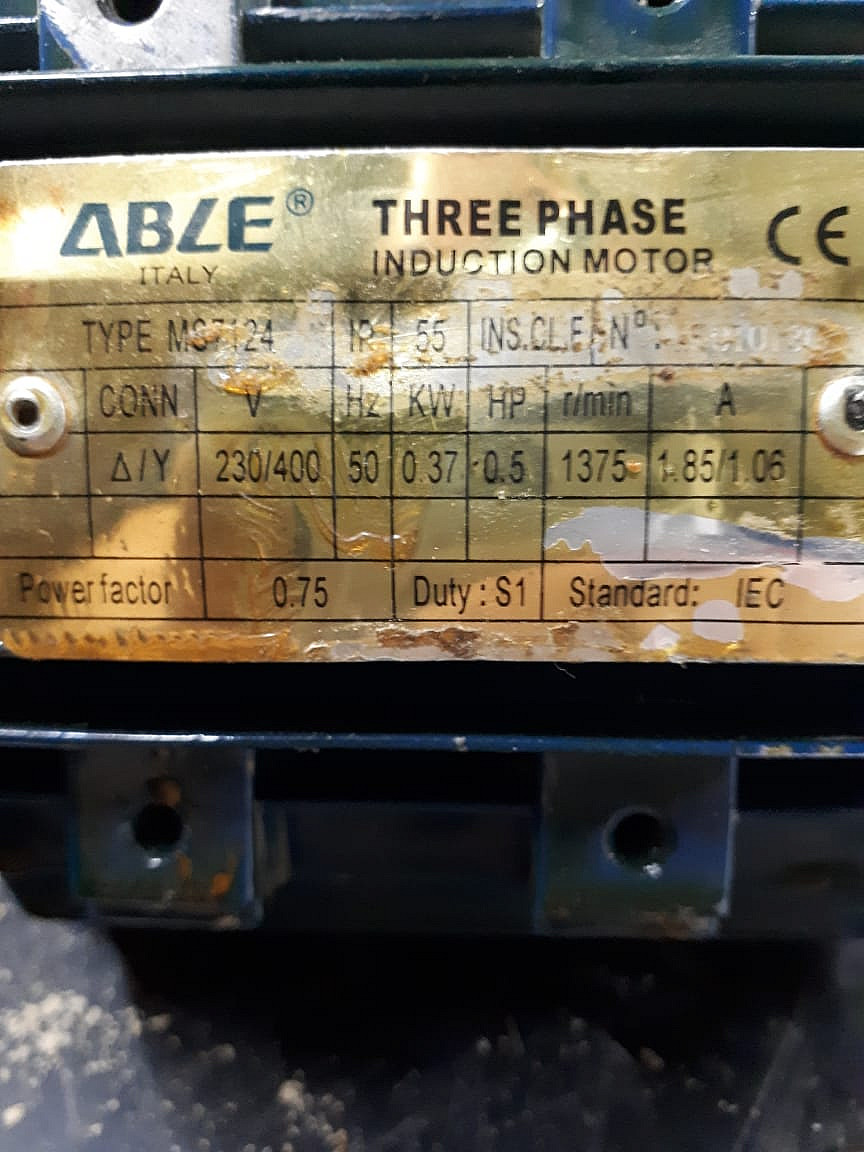 ABLE®
ITALY
THREE PHASE
INDUCTION MOTOR
CE
TYPE MS7124 IP 55 INS.CL.F N°:
CONN V Hz KW HP r/min A
Δ/Y 230/400 50 0.37 0.5 1375 1.85/1.06
Power factor 0.75 Duty : S1 Standard: IEC